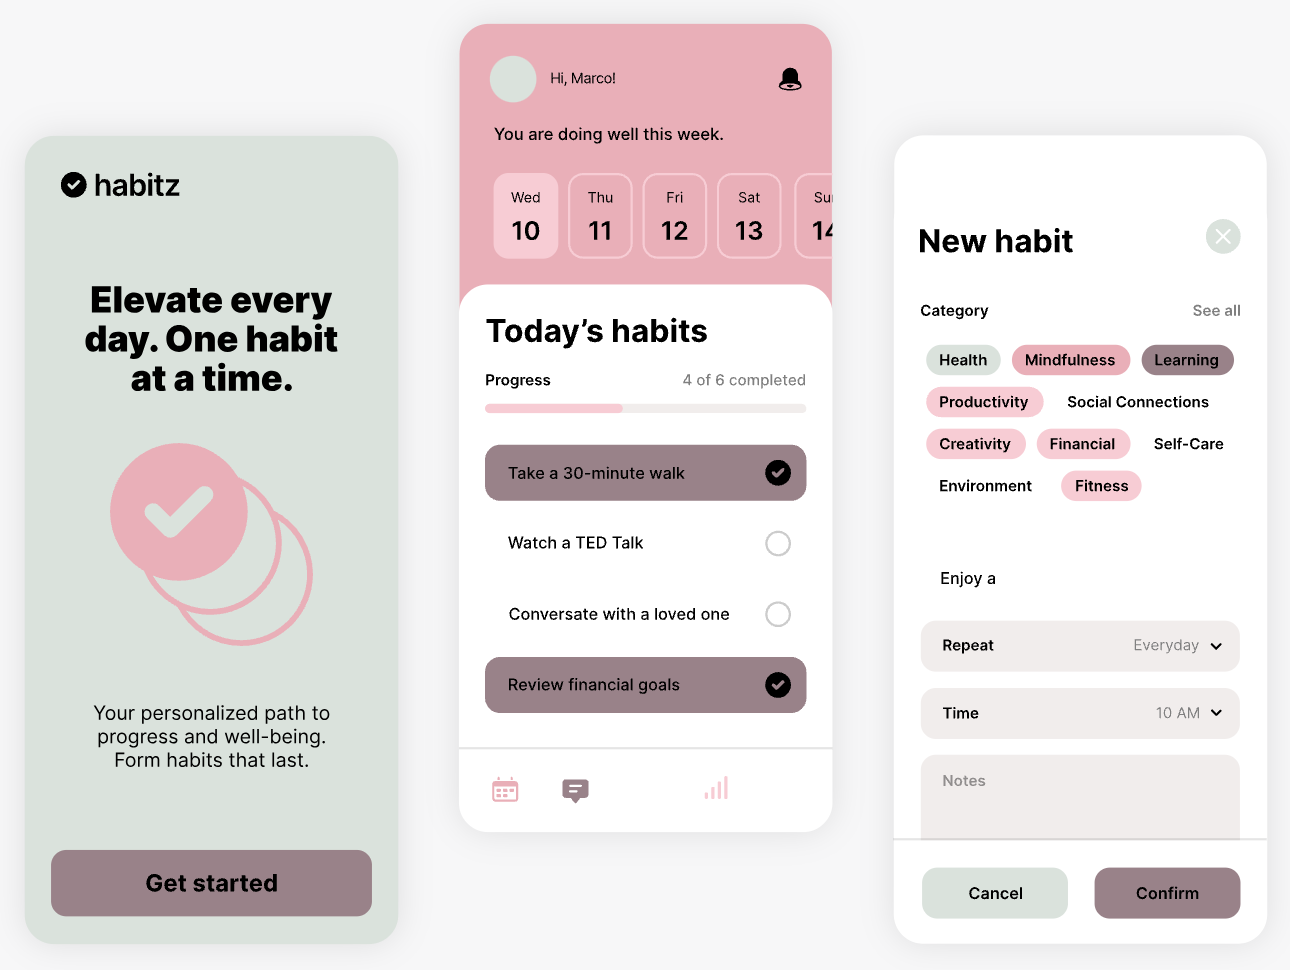 habitz
Elevate every
day. One habit
at a time.
Your personalized path to
progress and well-being.
Form habits that last.
Get started
Hi, Marco!
You are doing well this week.
Wed Thu Fri Sat
10 11 12 13
Today’s habits
Progress 4 of 6 completed
Take a 30-minute walk
Watch a TED Talk
Conversate with a loved one
Review financial goals
New habit
Category See all
Health Mindfulness Learning
Productivity Social Connections
Creativity Financial Self-Care
Environment Fitness
Enjoy a
Repeat Everyday
Time 10 AM
Notes
Cancel Confirm